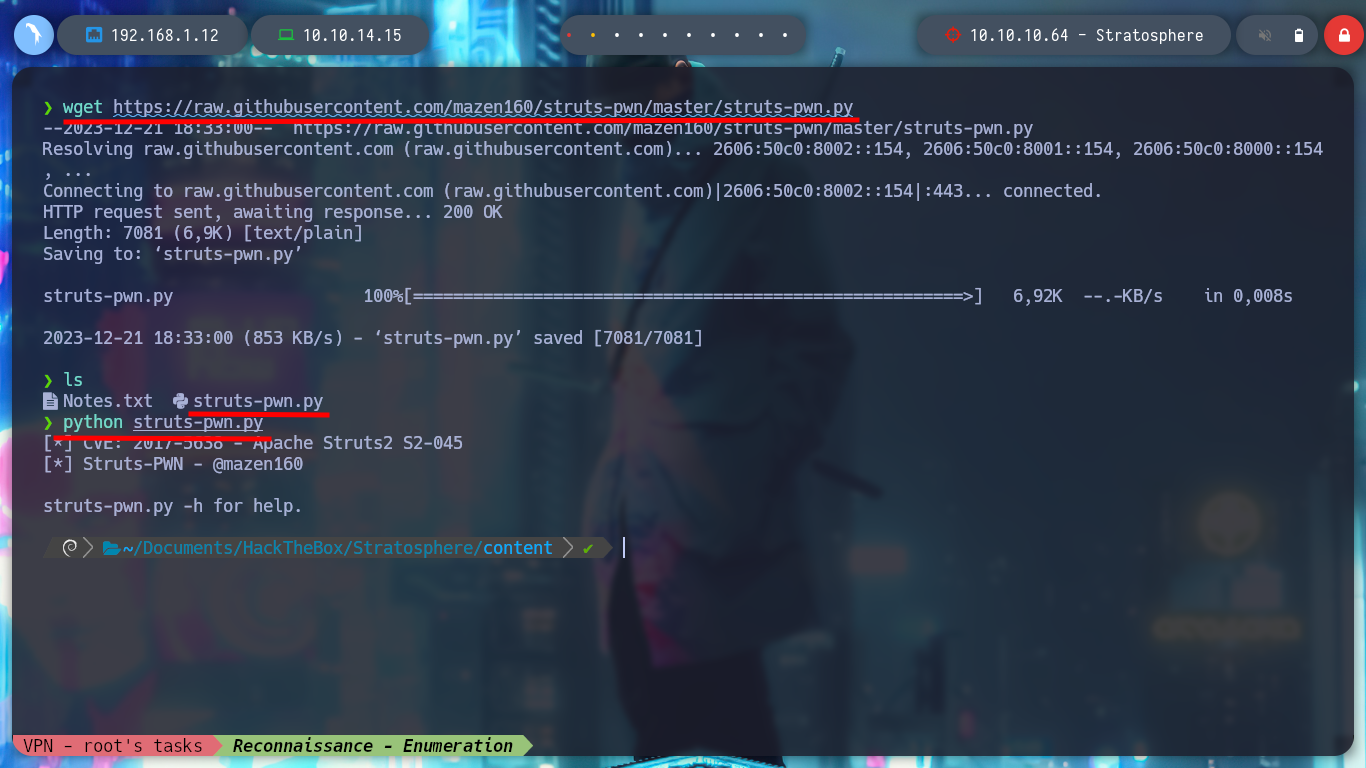 192.168.1.12 10.10.14.15 10.10.10.64 - Stratosphere
❯ wget https://raw.githubusercontent.com/mazen160/struts-pwn/master/struts-pwn.py
--2023-12-21 18:33:00-- https://raw.githubusercontent.com/mazen160/struts-pwn/master/struts-pwn.py
Resolving raw.githubusercontent.com (raw.githubusercontent.com)... 2606:50c0:8002::154, 2606:50c0:8001::154, 2606:50c0:8000::154
, ...
Connecting to raw.githubusercontent.com (raw.githubusercontent.com)|2606:50c0:8002::154|:443... connected.
HTTP request sent, awaiting response... 200 OK
Length: 7081 (6,9K) [text/plain]
Saving to: ‘struts-pwn.py’
struts-pwn.py 100%[=======================================================>] 6,92K --.-KB/s in 0,008s
2023-12-21 18:33:00 (853 KB/s) - ‘struts-pwn.py’ saved [7081/7081]
❯ ls
Notes.txt struts-pwn.py
❯ python struts-pwn.py
[*] CVE: 2017-5638 - Apache Struts2 S2-045
[*] Struts-PWN - @mazen160
struts-pwn.py -h for help.
~/Documents/HackTheBox/Stratosphere/content ✔
VPN - root's tasks Reconnaissance - Enumeration